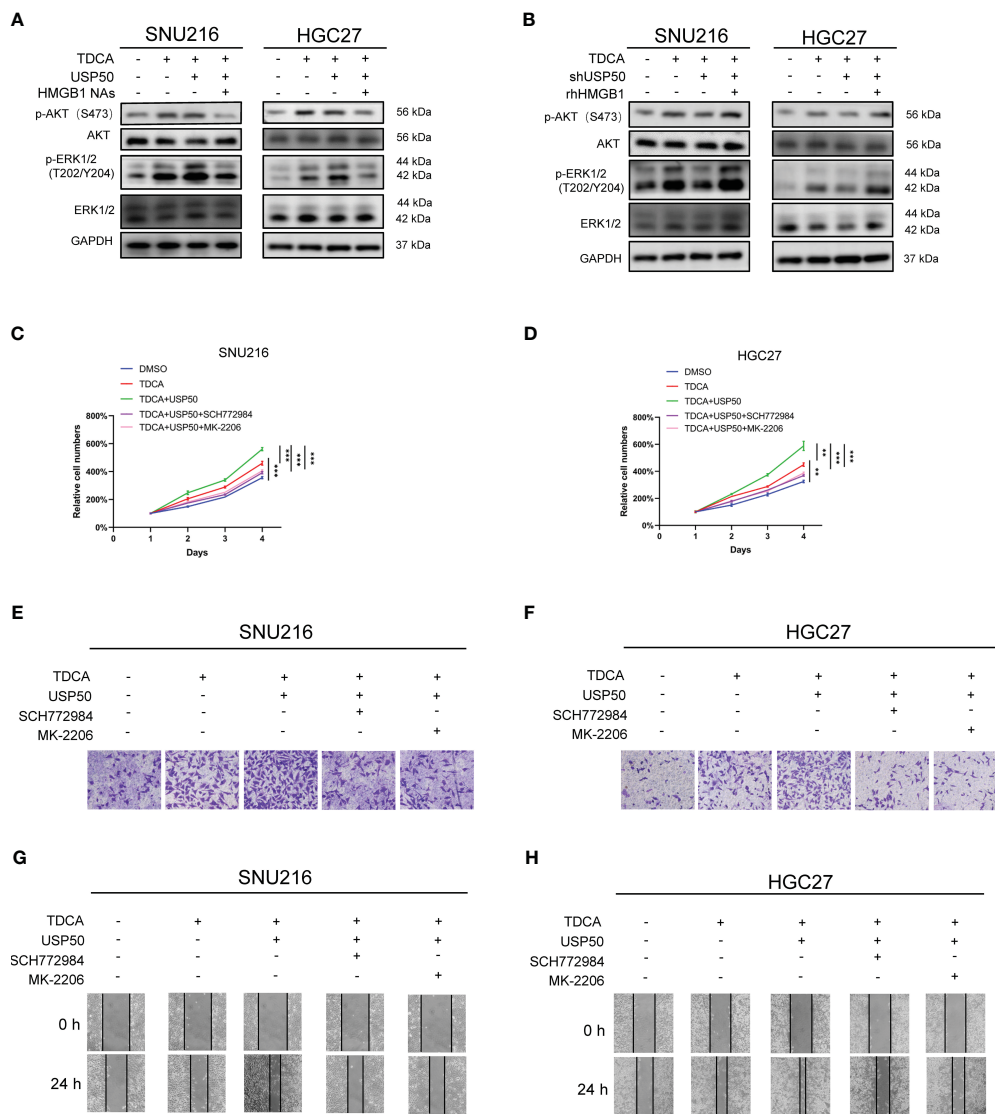 A
SNU216 HGC27
TDCA - + + + - + + +
USP50 - - + + - - + +
HMGB1 NAs - - - + - - - +
p-AKT (S473) 56 kDa
AKT 56 kDa
p-ERK1/2 44 kDa
(T202/Y204) 42 kDa
ERK1/2 44 kDa
42 kDa
GAPDH 37 kDa
B
SNU216 HGC27
TDCA - + + + - + + +
shUSP50 - - + + - - + +
rhHMGB1 - - - + - - - +
p-AKT (S473) 56 kDa
AKT 56 kDa
p-ERK1/2 44 kDa
(T202/Y204) 42 kDa
ERK1/2 44 kDa
42 kDa
GAPDH 37 kDa
C
SNU216
DMSO
TDCA
TDCA+USP50
TDCA+USP50+SCH772984
TDCA+USP50+MK-2206
Relative cell numbers
800%
600%
400%
200%
0%
0 1 2 3 4
Days
*** *** *** ***
D
HGC27
DMSO
TDCA
TDCA+USP50
TDCA+USP50+SCH772984
TDCA+USP50+MK-2206
Relative cell numbers
800%
600%
400%
200%
0%
0 1 2 3 4
Days
** ** *** ***
E
SNU216
TDCA - + + + +
USP50 - - + + +
SCH772984 - - - + -
MK-2206 - - - - +
F
HGC27
TDCA - + + + +
USP50 - - + + +
SCH772984 - - - + -
MK-2206 - - - - +
G
SNU216
TDCA - + + + +
USP50 - - + + +
SCH772984 - - - + -
MK-2206 - - - - +
0 h
24 h
H
HGC27
TDCA - + + + +
USP50 - - + + +
SCH772984 - - - + -
MK-2206 - - - - +
0 h
24 h